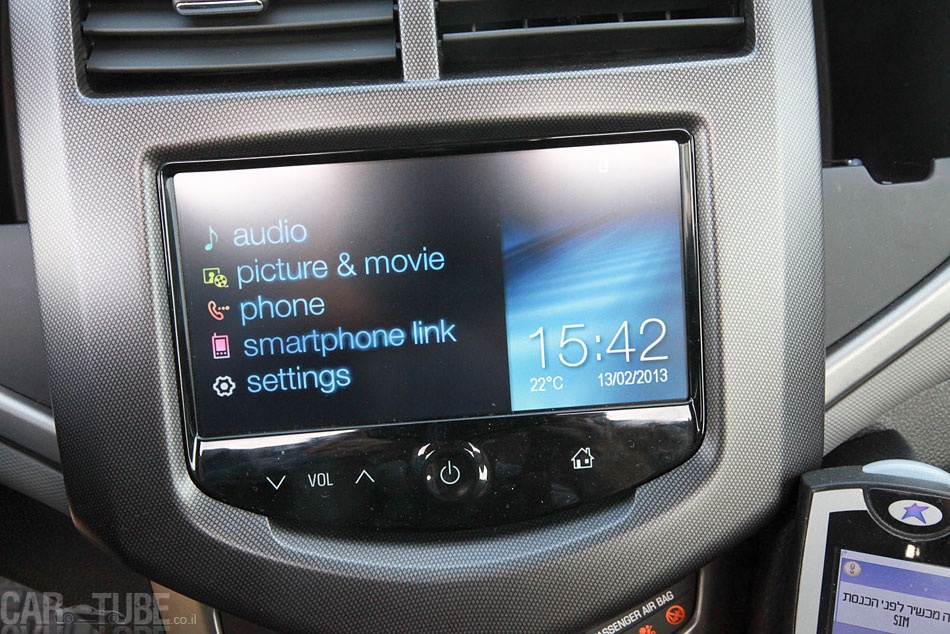 audio
picture & movie
phone
smartphone link
settings
15:42
22°C 13/02/2013
VOL
PASSENGER AIR BAG
מכשיר לפני הכנסת
SIM
CAR TUBE
.co.il